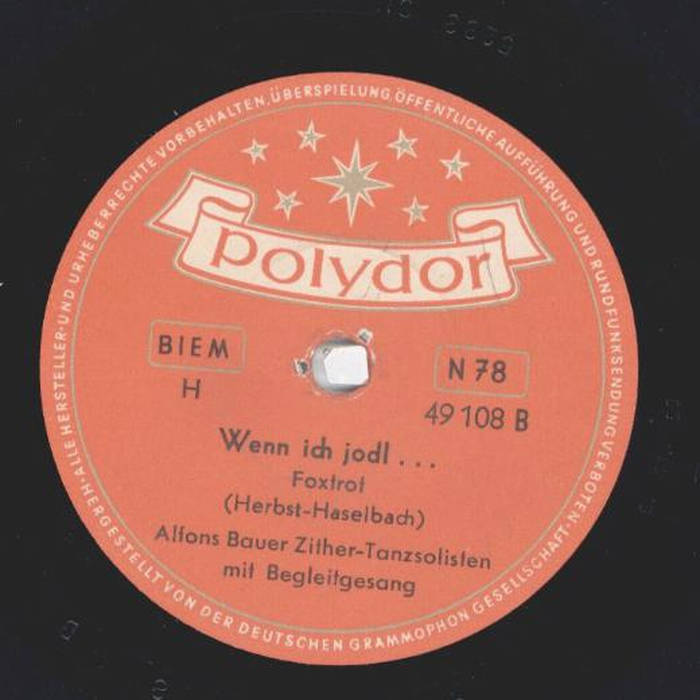 ALLE HERSTELLER-UND URHEBERRECHTE VORBEHALTEN,ÜBERSPIELUNG,ÖFFENTLICHE AUFFÜHRUNG UND RUNDFUNKSENDUNG VERBOTEN·
polydor
BIEM
H
N 78
49 108 B
Wenn ich jodl . . .
Foxtrot
(Herbst-Haselbach)
Alfons Bauer Zither-Tanzsolisten
mit Begleitgesang
HERGESTELLT VON DER DEUTSCHEN GRAMMOPHON GESELLSCHAFT·